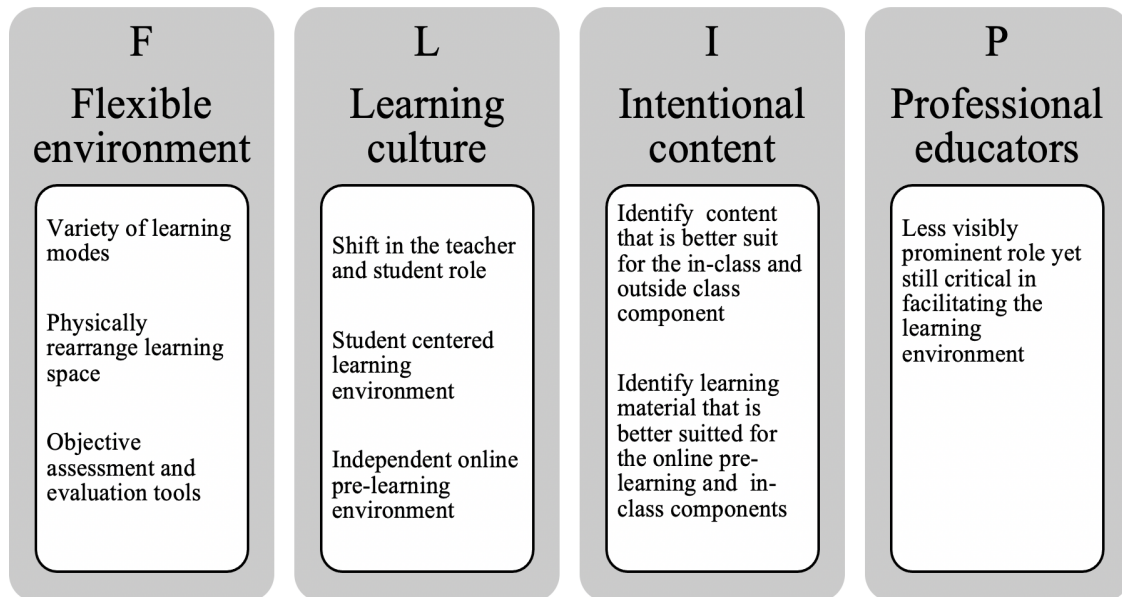 F
Flexible
environment
Variety of learning
modes
Physically
rearrange learning
space
Objective
assessment and
evaluation tools
L
Learning
culture
Shift in the teacher
and student role
Student centered
learning
environment
Independent online
pre-learning
environment
I
Intentional
content
Identify  content
that is better suit
for the in-class and
outside class
component
Identify learning
material that is
better suitted for
the online pre-
learning and  in-
class components
P
Professional
educators
Less visibly
prominent role yet
still critical in
facilitating the
learning
environment